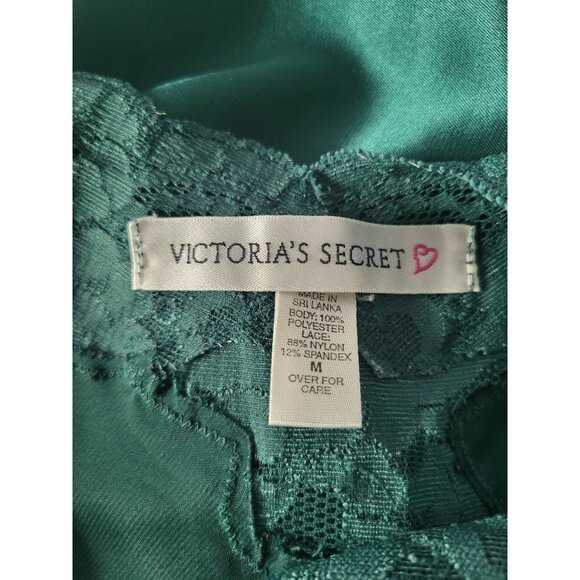 VICTORIA'S SECRET
MADE IN
SRI LANKA
BODY: 100%
POLYESTER
LACE:
88% NYLON
12% SPANDEX
M
OVER FOR
CARE